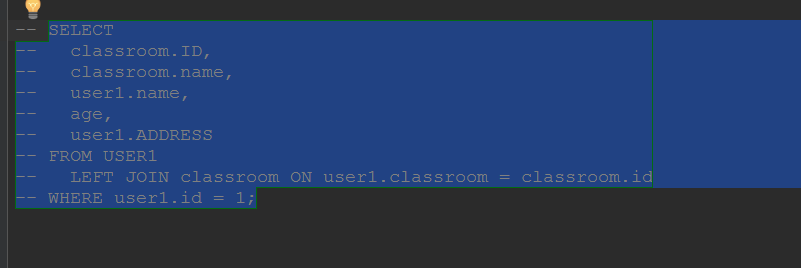 -- SELECT
--   classroom.ID,
--   classroom.name,
--   user1.name,
--   age,
--   user1.ADDRESS
-- FROM USER1
--   LEFT JOIN classroom ON user1.classroom = classroom.id
-- WHERE user1.id = 1;